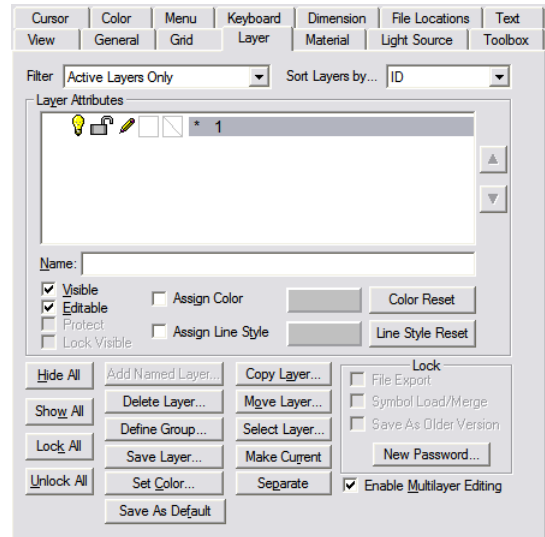 Cursor Color Menu Keyboard Dimension File Locations Text
View General Grid Layer Material Light Source Toolbox
Filter Active Layers Only Sort Layers by... ID
Layer Attributes
* 1
Name:
Visible
Editable
Protect
Lock Visible
Assign Color Color Reset
Assign Line Style Line Style Reset
Hide All
Show All
Lock All
Unlock All
Add Named Layer...
Delete Layer...
Define Group...
Save Layer...
Set Color...
Save As Default
Copy Layer...
Move Layer...
Select Layer...
Make Current
Separate
Lock
File Export
Symbol Load/Merge
Save As Older Version
New Password...
Enable Multilayer Editing